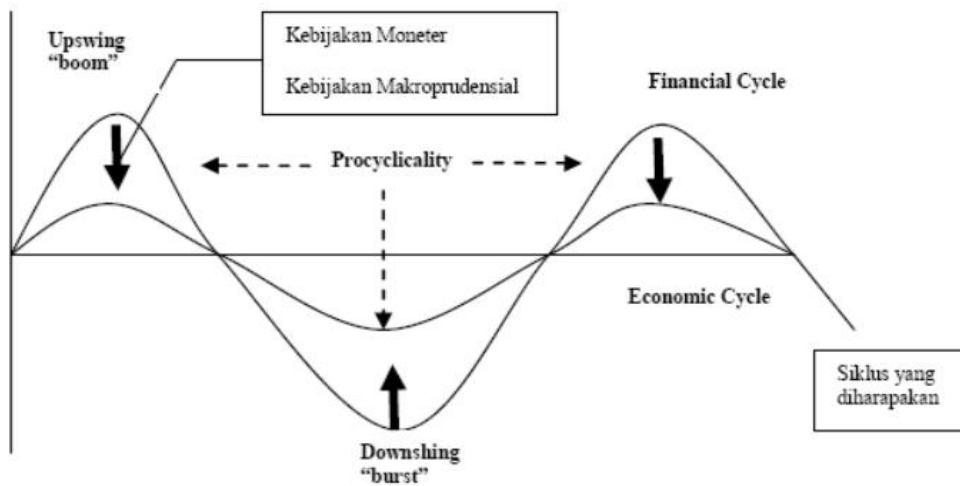 Upswing
“boom”
Kebijakan Moneter
Kebijakan Makroprudensial
Financial Cycle
Procyclicality
Economic Cycle
Siklus yang
diharapakan
Downshing
“burst”